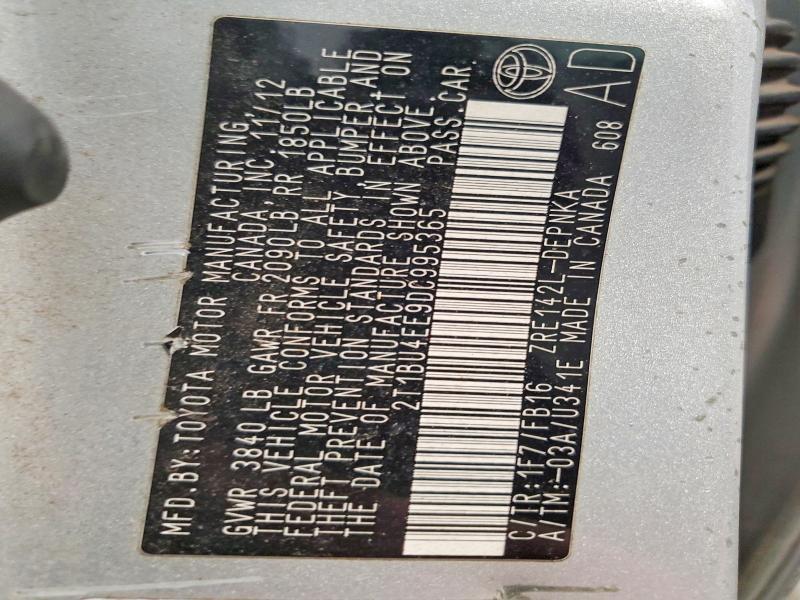 MFD.BY:TOYOTA MOTOR MANUFACTURING,
CANADA, INC. 11/12
GVWR 3840 LB GAWR FR 2090LB RR 1850LB
THIS VEHICLE CONFORMS TO ALL APPLICABLE
FEDERAL MOTOR VEHICLE SAFETY, BUMPER, AND
THEFT PREVENTION STANDARDS IN EFFECT ON
THE DATE OF MANUFACTURE SHOWN ABOVE.
2T1BU4EE9DC995365 PASS.CAR.
C/TR:1F7/FB16 ZRE142L-DEPNKA
A/TM:-03A/U341E MADE IN CANADA 608
AD